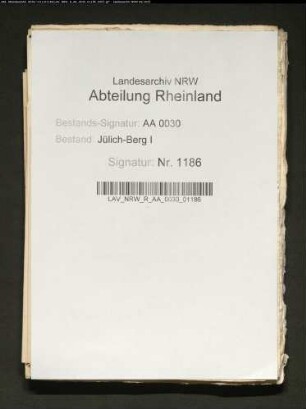 Landesarchiv NRW
Abteilung Rheinland
Bestands-Signatur: AA 0030
Bestand Jülich-Berg I
Signatur: Nr. 1186
LAV_NRW_R_AA_0030_01186